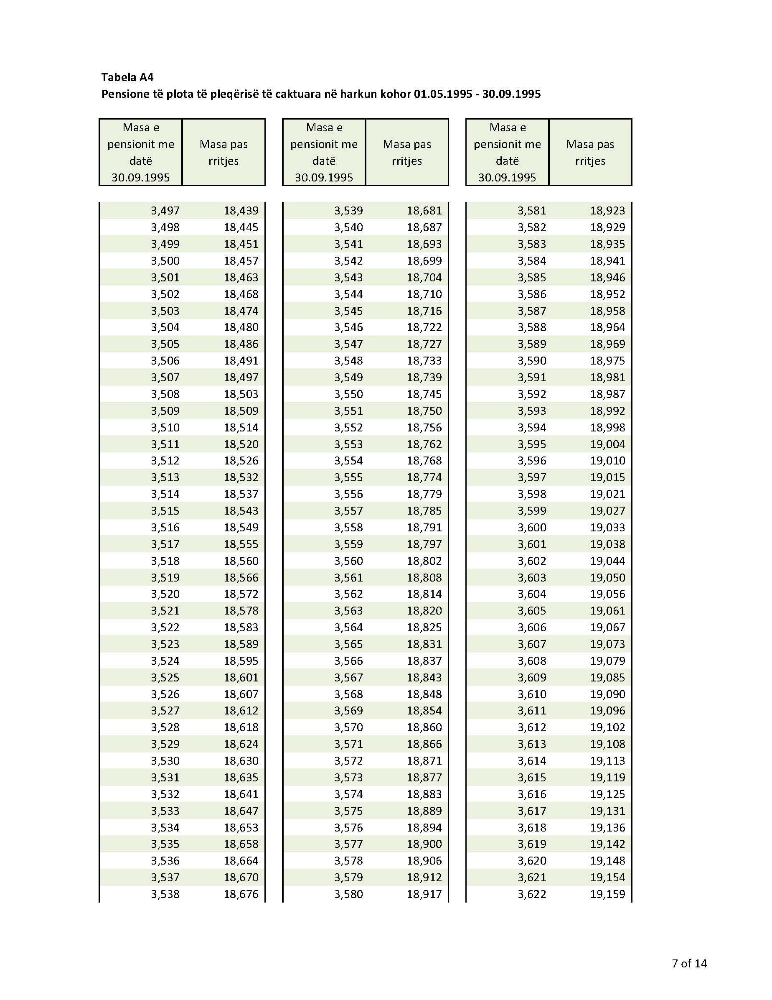 Tabela A4
Pensione të plota të pleqërisë të caktuara në harkun kohor 01.05.1995 - 30.09.1995
Masa e pensionit me datë 30.09.1995 Masa pas rritjes Masa e pensionit me datë 30.09.1995 Masa pas rritjes Masa e pensionit me datë 30.09.1995 Masa pas rritjes
3,497 18,439 3,539 18,681 3,581 18,923
3,498 18,445 3,540 18,687 3,582 18,929
3,499 18,451 3,541 18,693 3,583 18,935
3,500 18,457 3,542 18,699 3,584 18,941
3,501 18,463 3,543 18,704 3,585 18,946
3,502 18,468 3,544 18,710 3,586 18,952
3,503 18,474 3,545 18,716 3,587 18,958
3,504 18,480 3,546 18,722 3,588 18,964
3,505 18,486 3,547 18,727 3,589 18,969
3,506 18,491 3,548 18,733 3,590 18,975
3,507 18,497 3,549 18,739 3,591 18,981
3,508 18,503 3,550 18,745 3,592 18,987
3,509 18,509 3,551 18,750 3,593 18,992
3,510 18,514 3,552 18,756 3,594 18,998
3,511 18,520 3,553 18,762 3,595 19,004
3,512 18,526 3,554 18,768 3,596 19,010
3,513 18,532 3,555 18,774 3,597 19,015
3,514 18,537 3,556 18,779 3,598 19,021
3,515 18,543 3,557 18,785 3,599 19,027
3,516 18,549 3,558 18,791 3,600 19,033
3,517 18,555 3,559 18,797 3,601 19,038
3,518 18,560 3,560 18,802 3,602 19,044
3,519 18,566 3,561 18,808 3,603 19,050
3,520 18,572 3,562 18,814 3,604 19,056
3,521 18,578 3,563 18,820 3,605 19,061
3,522 18,583 3,564 18,825 3,606 19,067
3,523 18,589 3,565 18,831 3,607 19,073
3,524 18,595 3,566 18,837 3,608 19,079
3,525 18,601 3,567 18,843 3,609 19,085
3,526 18,607 3,568 18,848 3,610 19,090
3,527 18,612 3,569 18,854 3,611 19,096
3,528 18,618 3,570 18,860 3,612 19,102
3,529 18,624 3,571 18,866 3,613 19,108
3,530 18,630 3,572 18,871 3,614 19,113
3,531 18,635 3,573 18,877 3,615 19,119
3,532 18,641 3,574 18,883 3,616 19,125
3,533 18,647 3,575 18,889 3,617 19,131
3,534 18,653 3,576 18,894 3,618 19,136
3,535 18,658 3,577 18,900 3,619 19,142
3,536 18,664 3,578 18,906 3,620 19,148
3,537 18,670 3,579 18,912 3,621 19,154
3,538 18,676 3,580 18,917 3,622 19,159
7 of 14